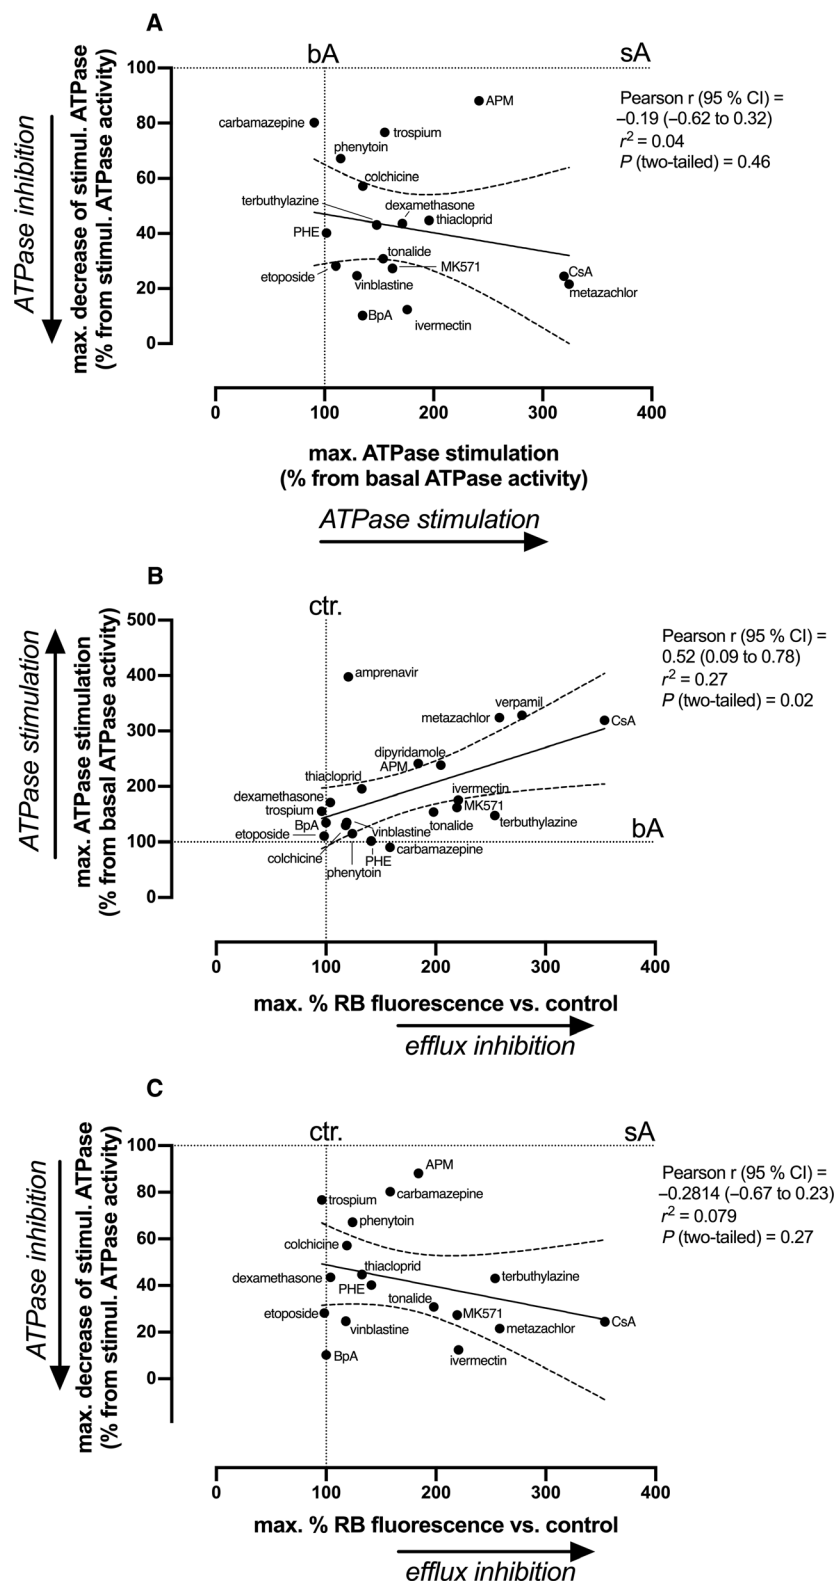 A
bA
sA
ATPase inhibition
max. decrease of stimul. ATPase
(% from stimul. ATPase activity)
100
80
60
40
20
0
carbamazepine
APM
trospium
phenytoin
colchicine
terbuthylazine
dexamethasone
thiacloprid
PHE
tonalide
etoposide
MK571
vinblastine
CsA
metazachlor
BpA
ivermectin
Pearson r (95 % CI) =
–0.19 (–0.62 to 0.32)
r² = 0.04
P (two-tailed) = 0.46
0
100
200
300
400
max. ATPase stimulation
(% from basal ATPase activity)
ATPase stimulation
B
ctr.
ATPase stimulation
max. ATPase stimulation
(% from basal ATPase activity)
500
400
300
200
100
0
amprenavir
verpamil
metazachlor
CsA
dipyridamole
APM
thiacloprid
ivermectin
dexamethasone
MK571
trospium
BpA
vinblastine
tonalide
terbuthylazine
etoposide
colchicine
PHE
carbamazepine
phenytoin
bA
Pearson r (95 % CI) =
0.52 (0.09 to 0.78)
r² = 0.27
P (two-tailed) = 0.02
0
100
200
300
400
max. % RB fluorescence vs. control
efflux inhibition
C
ctr.
sA
ATPase inhibition
max. decrease of stimul. ATPase
(% from stimul. ATPase activity)
100
80
60
40
20
0
APM
carbamazepine
trospium
phenytoin
colchicine
thiacloprid
dexamethasone
PHE
terbuthylazine
tonalide
etoposide
MK571
vinblastine
metazachlor
CsA
BpA
ivermectin
Pearson r (95 % CI) =
–0.2814 (–0.67 to 0.23)
r² = 0.079
P (two-tailed) = 0.27
0
100
200
300
400
max. % RB fluorescence vs. control
efflux inhibition